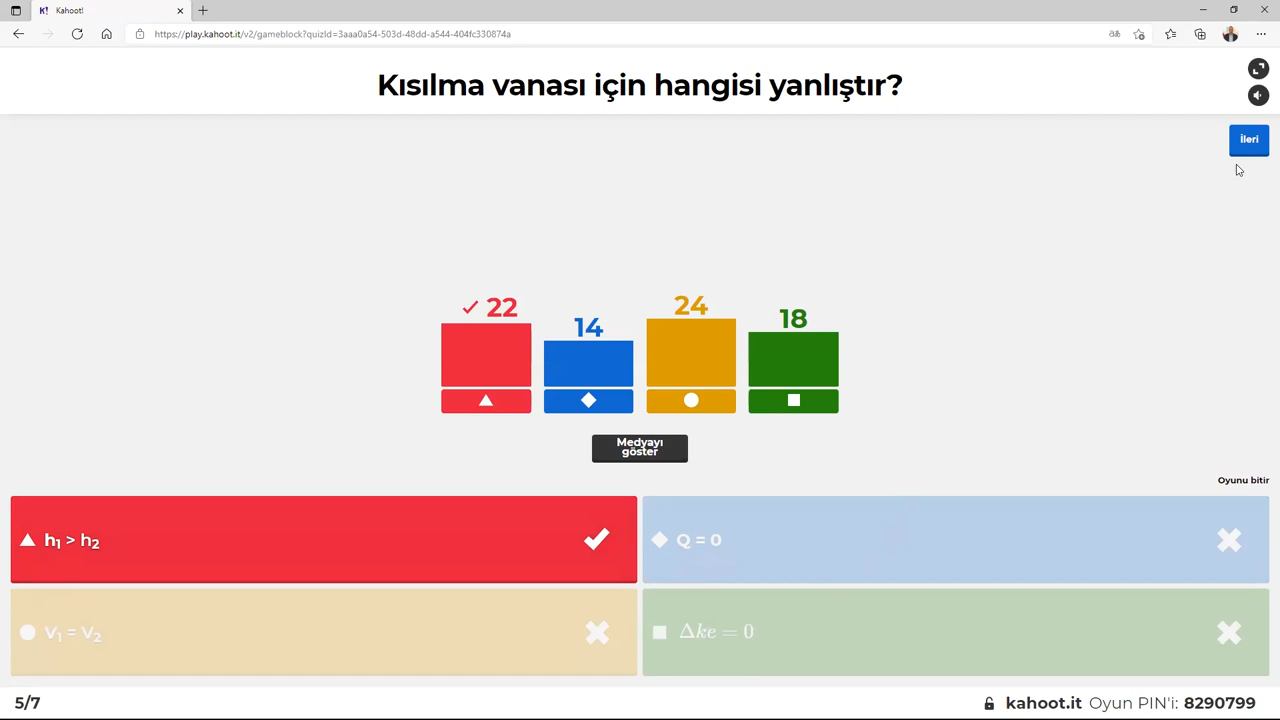 Kahoot!
https://play.kahoot.it/v2/gameblock?quizId=3aaa0a54-503d-48dd-a544-404fc330874a
Kısılma vanası için hangisi yanlıştır?
İleri
22
14
24
18
Medyayı
göster
Oyunu bitir
h₁ > h₂
Q = 0
V₁ = V₂
Δke = 0
5/7
kahoot.it Oyun PIN'i: 8290799